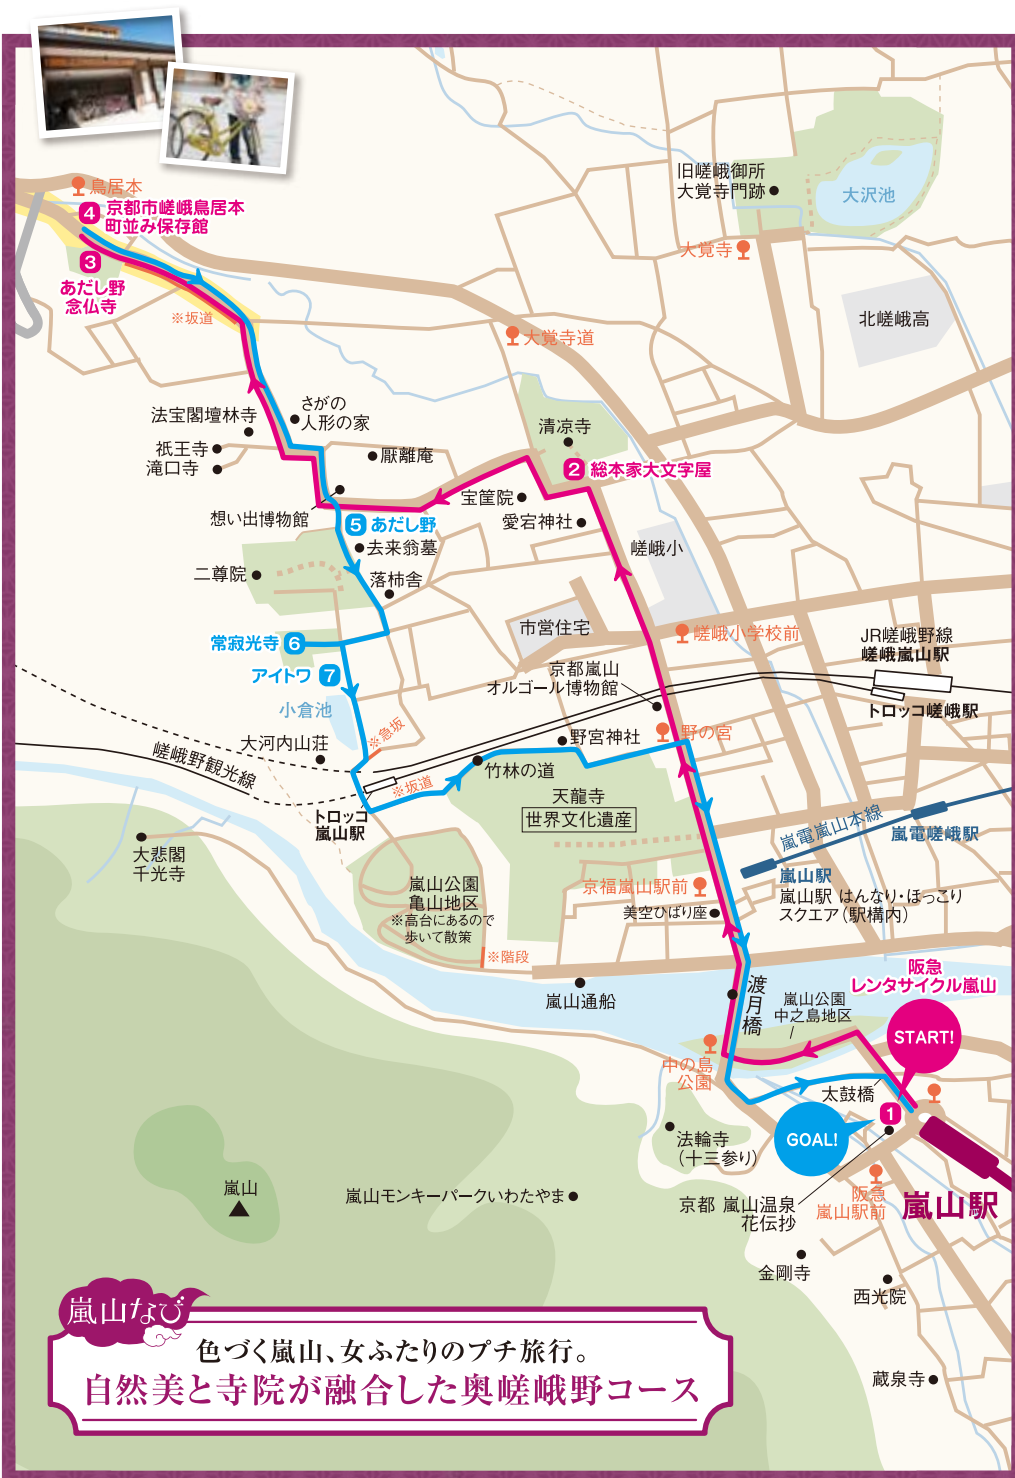 鳥居本
4 京都市嵯峨鳥居本
町並み保存館
3
あだし野
念仏寺
※坂道
旧嵯峨御所
大覚寺門跡
大沢池
大覚寺
北嵯峨高
大覚寺道
さがの
人形の家
法宝閣壇林寺
祇王寺
滝口寺
厭離庵
清凉寺
2 総本家大文字屋
宝筺院
愛宕神社
想い出博物館
5 あだし野
去来翁墓
嵯峨小
二尊院
落柿舎
市営住宅
嵯峨小学校前
JR嵯峨野線
嵯峨嵐山駅
常寂光寺 6
アイトワ 7
京都嵐山
オルゴール博物館
トロッコ嵯峨駅
小倉池
※急坂
野の宮
野宮神社
大河内山荘
嵯峨野観光線
竹林の道
※坂道
天龍寺
世界文化遺産
トロッコ
嵐山駅
嵐電嵐山本線
嵐電嵯峨駅
大悲閣
千光寺
嵐山駅
嵐山公園
亀山地区
※高台にあるので
歩いて散策
京福嵐山駅前
嵐山駅 はんなり・ほっこり
スクエア（駅構内）
美空ひばり座
※階段
阪急
レンタサイクル嵐山
嵐山通船
渡月橋
嵐山公園
中之島地区
START!
中の島
公園
太鼓橋
1
GOAL!
法輪寺
（十三参り）
嵐山
嵐山モンキーパークいわたやま
京都 嵐山温泉
花伝抄
阪急
嵐山駅前
嵐山駅
金剛寺
西光院
蔵泉寺
嵐山なび
色づく嵐山、女ふたりのプチ旅行。
自然美と寺院が融合した奥嵯峨野コース